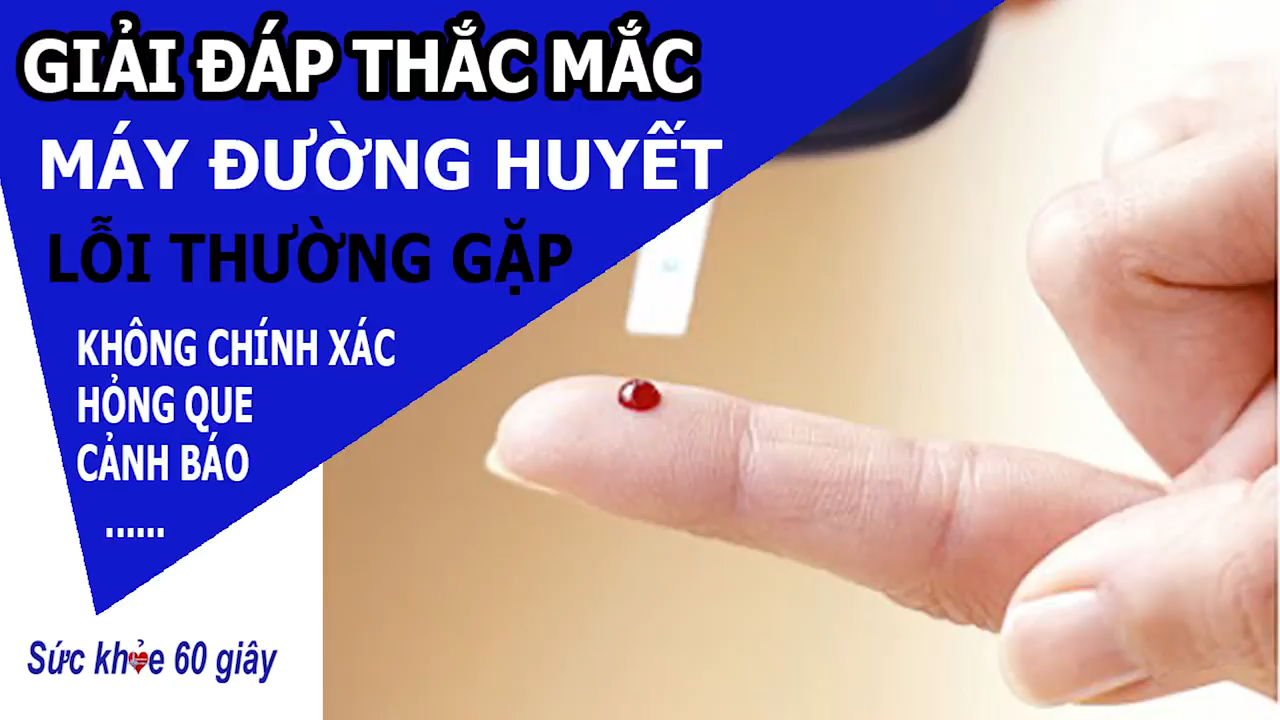 GIẢI ĐÁP THẮC MẮC
MÁY ĐƯỜNG HUYẾT
LỖI THƯỜNG GẶP
KHÔNG CHÍNH XÁC
HỎNG QUE
CẢNH BÁO
......
Sức khỏe 60 giây